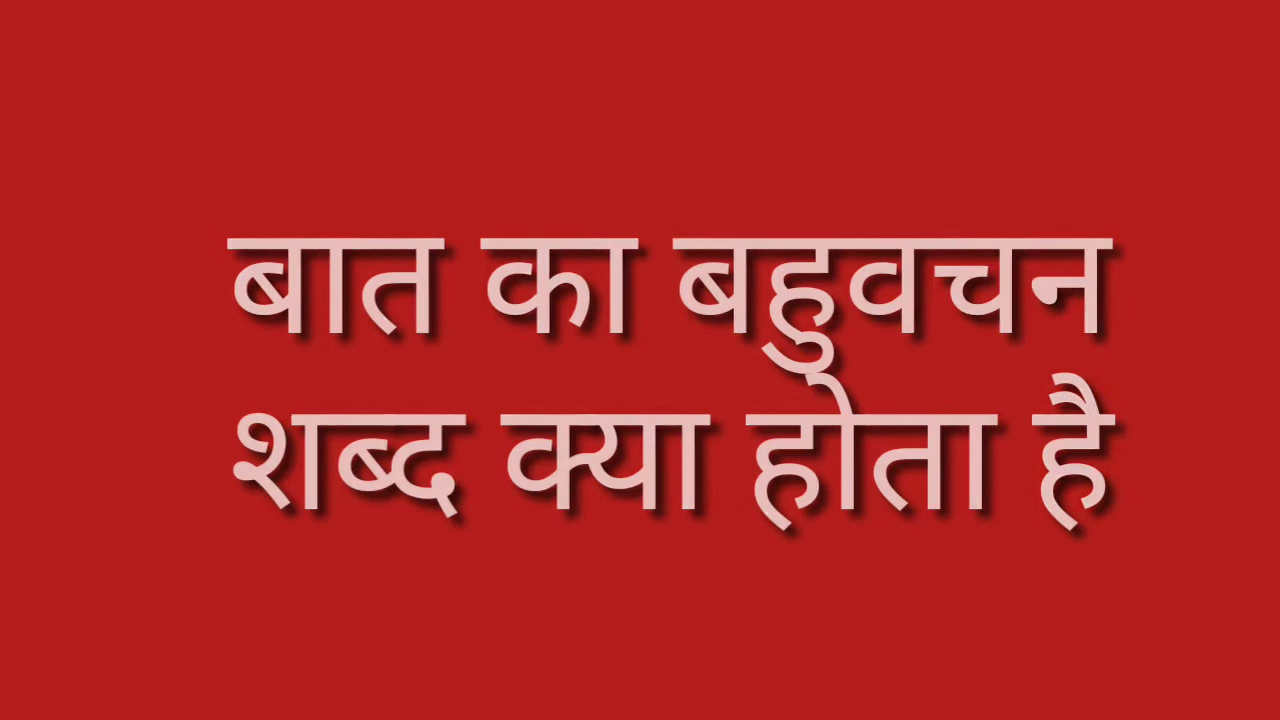 बात का बहुवचन
शब्द क्या होता है